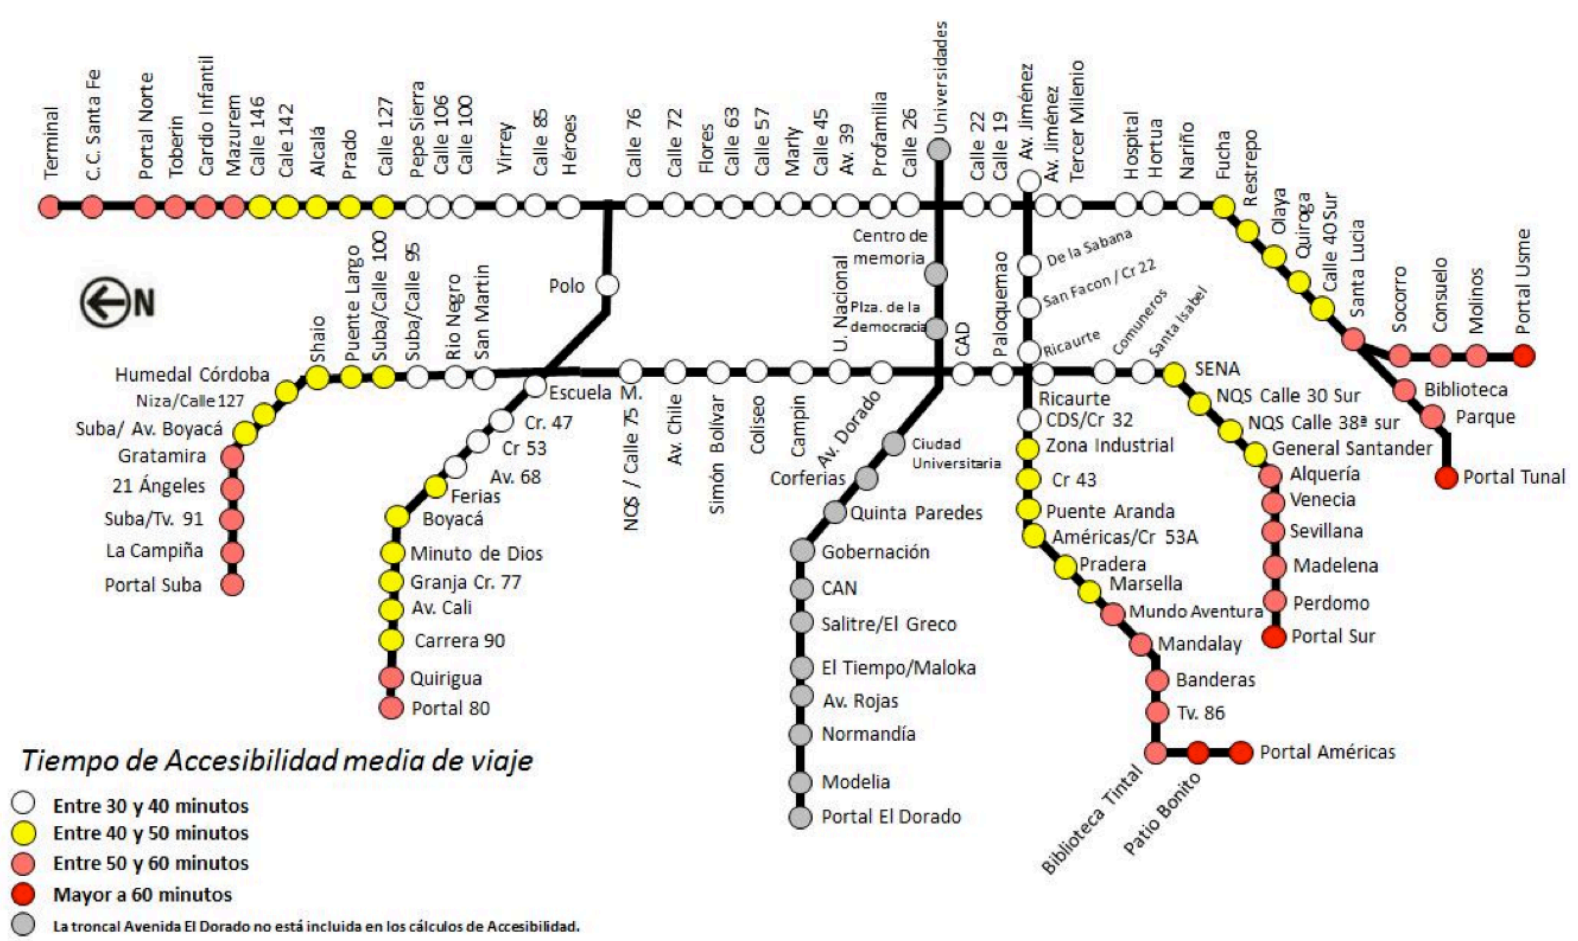 Terminal
C.C. Santa Fe
Portal Norte
Toberin
Cardio Infantil
Mazurem
Calle 146
Cale 142
Alcalá
Prado
Calle 127
Pepe Sierra
Calle 106
Calle 100
Virrey
Calle 85
Héroes
Calle 76
Calle 72
Flores
Calle 63
Calle 57
Marly
Calle 45
Av. 39
Profamilia
Calle 26
Universidades
Calle 22
Calle 19
Av. Jiménez
Av. Jiménez
Tercer Milenio
Hospital
Hortua
Nariño
Fucha
Restrepo
Olaya
Quiroga
Calle 40 Sur
Santa Lucia
Socorro
Consuelo
Molinos
Portal Usme
Biblioteca
Parque
Portal Tunal
N
Polo
Centro de
memoria
Plza. de la
democracia
De la Sabana
San Facon / Cr 22
Ricaurte
Shaio
Puente Largo
Suba/Calle 100
Suba/Calle 95
Rio Negro
San Martin
Humedal Córdoba
Niza/Calle 127
Suba/ Av. Boyacá
Gratamira
21 Ángeles
Suba/Tv. 91
La Campiña
Portal Suba
Escuela M.
Cr. 47
Cr 53
Av. 68
Ferias
Boyacá
Minuto de Dios
Granja Cr. 77
Av. Cali
Carrera 90
Quirigua
Portal 80
NQS / Calle 75
Av. Chile
Simón Bolívar
Coliseo
Campin
U. Nacional
Av. Dorado
CAD
Paloquemao
Ricaurte
Comuneros
Santa Isabel
SENA
NQS Calle 30 Sur
NQS Calle 38ª sur
General Santander
Alquería
Venecia
Sevillana
Madelena
Perdomo
Portal Sur
Ciudad
Universitaria
Corferias
Quinta Paredes
Gobernación
CAN
Salitre/El Greco
El Tiempo/Maloka
Av. Rojas
Normandía
Modelia
Portal El Dorado
CDS/Cr 32
Zona Industrial
Cr 43
Puente Aranda
Américas/Cr 53A
Pradera
Marsella
Mundo Aventura
Mandalay
Banderas
Tv. 86
Biblioteca Tintal
Patio Bonito
Portal Américas
Tiempo de Accesibilidad media de viaje
Entre 30 y 40 minutos
Entre 40 y 50 minutos
Entre 50 y 60 minutos
Mayor a 60 minutos
La troncal Avenida El Dorado no está incluida en los cálculos de Accesibilidad.